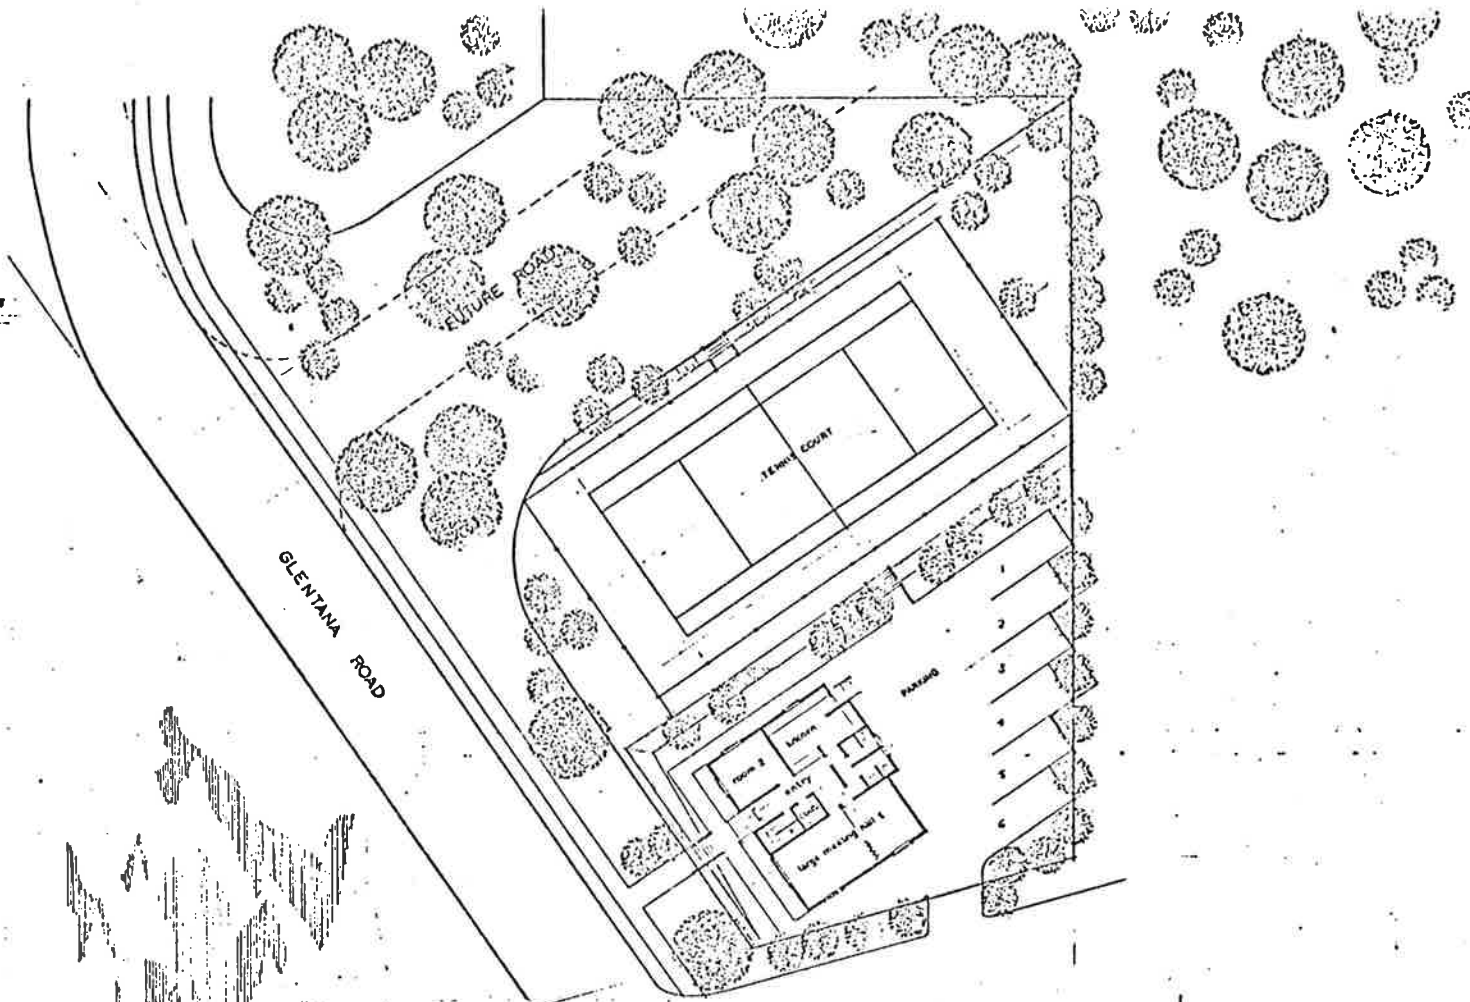 FUTURE ROAD
TENNIS COURT
GLENTANA ROAD
PARKING
1
2
3
4
5
6
kitchen
room 2
entry
large meeting hall 1